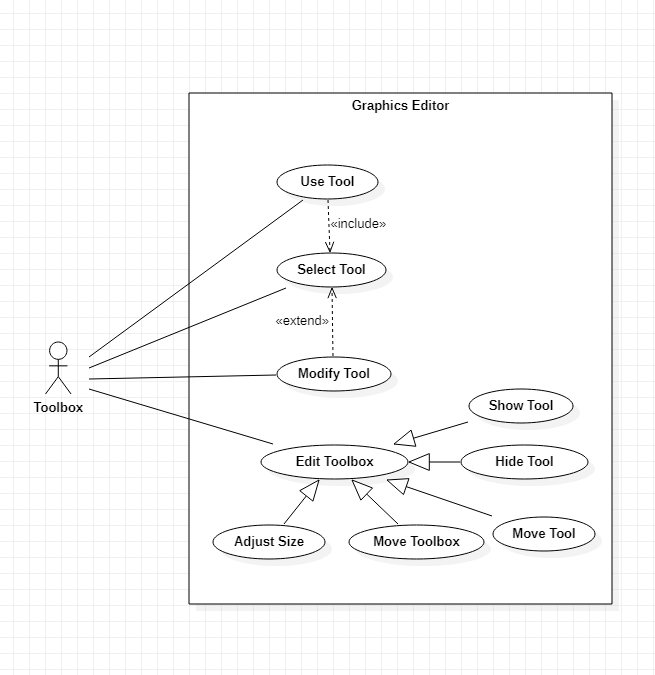 Graphics Editor
Use Tool
«include»
Select Tool
«extend»
Modify Tool
Toolbox
Show Tool
Edit Toolbox
Hide Tool
Adjust Size
Move Toolbox
Move Tool